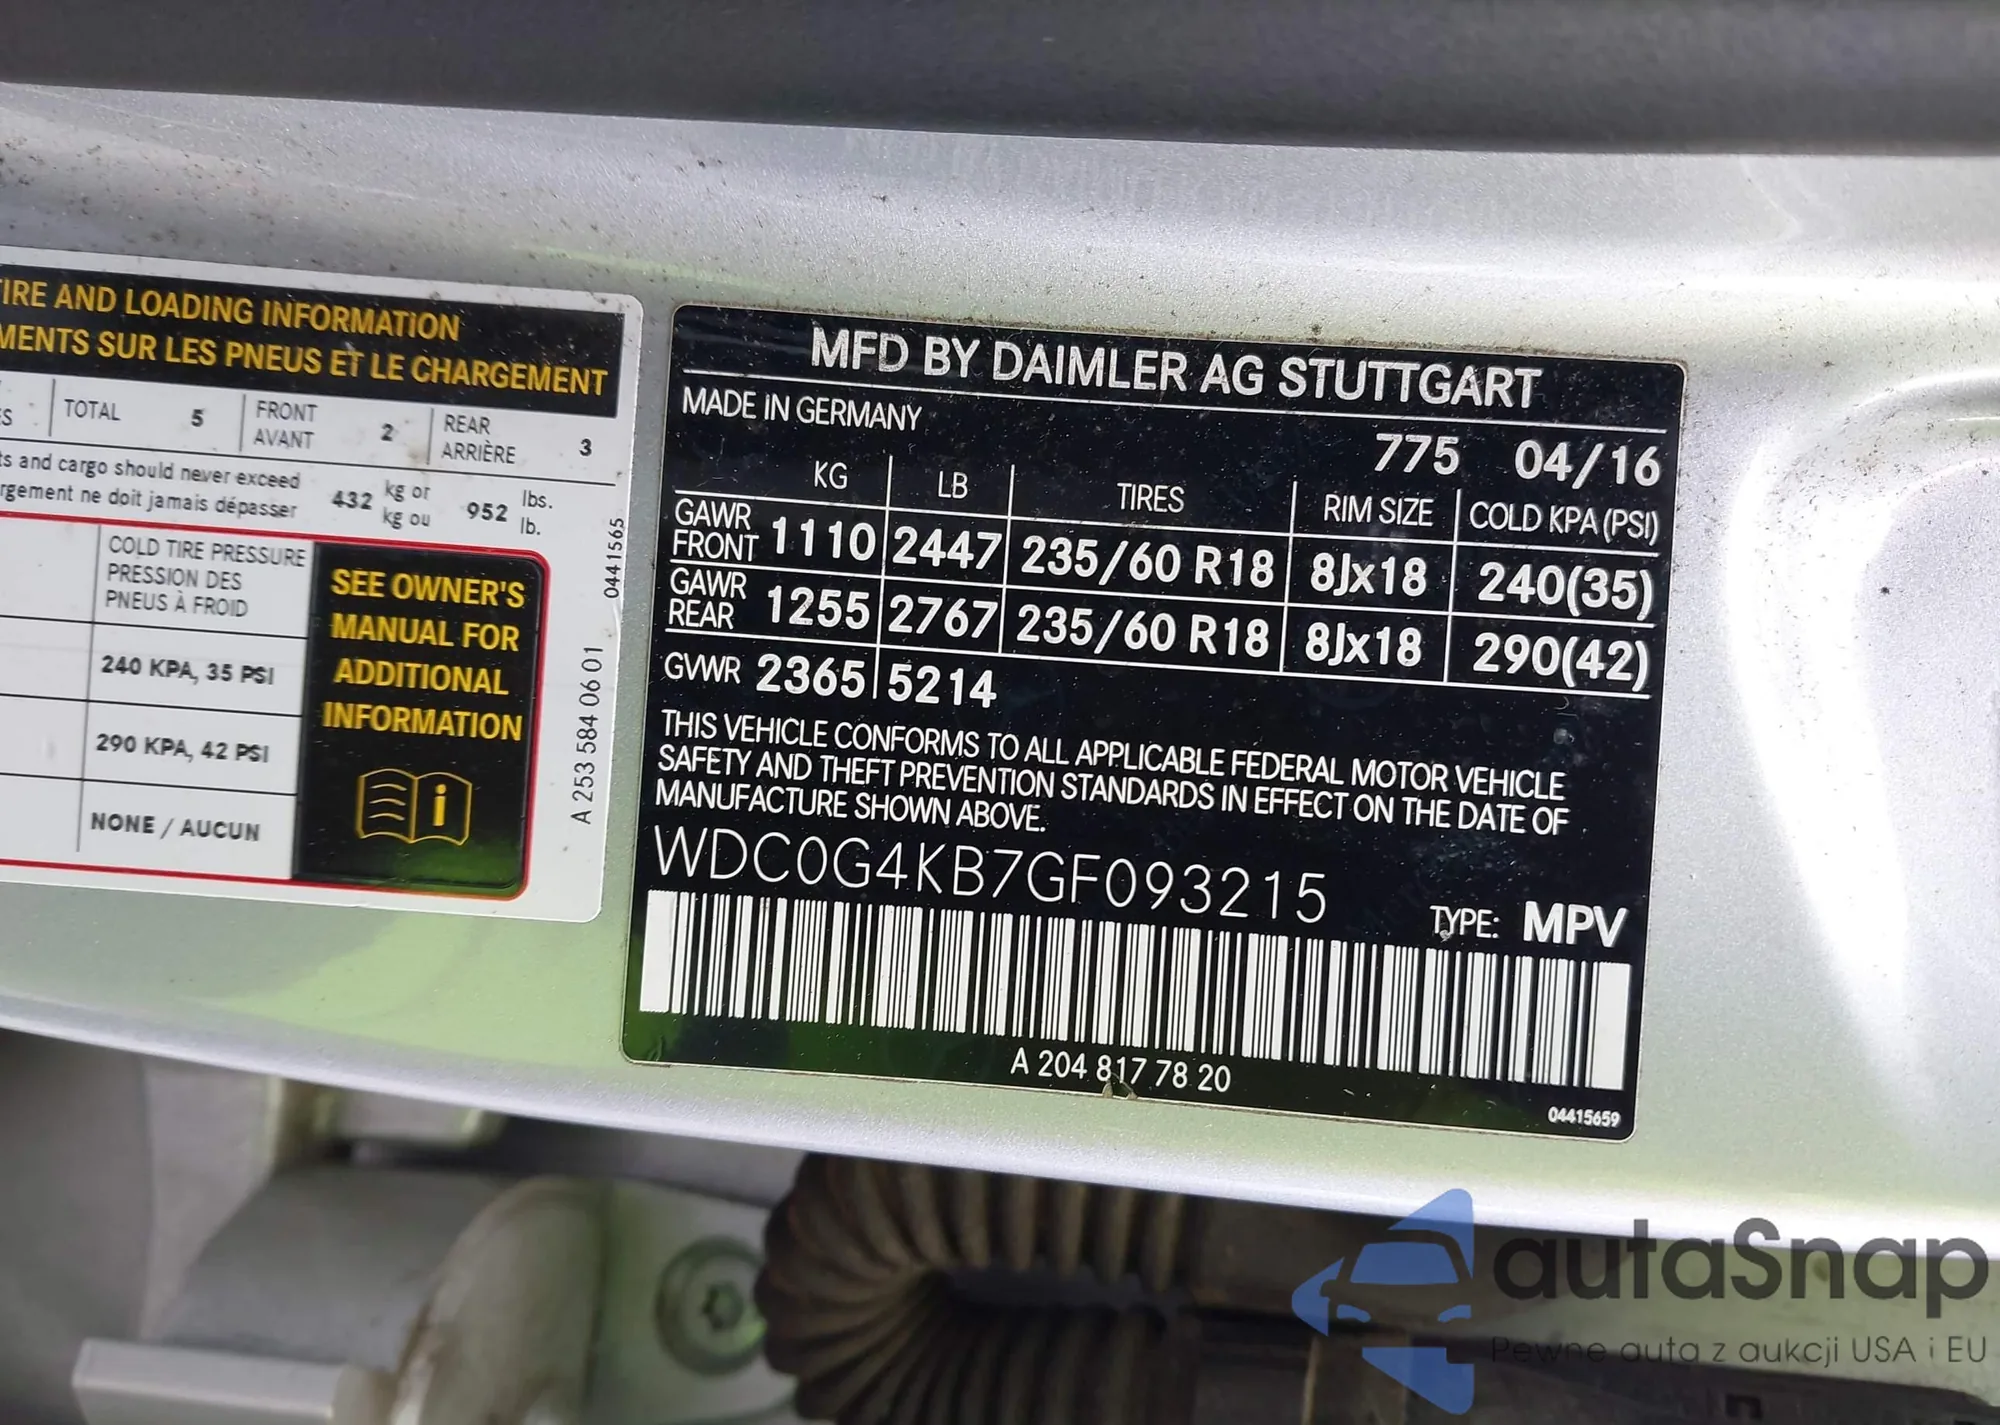 TIRE AND LOADING INFORMATION
MENTS SUR LES PNEUS ET LE CHARGEMENT
TOTAL 5 FRONT 2 REAR 3
AVANT ARRIÈRE
and cargo should never exceed 432 kg or 952 lbs.
ne doit jamais dépasser kg ou lb.
COLD TIRE PRESSURE
PRESSION DES
PNEUS À FROID
240 KPA, 35 PSI
290 KPA, 42 PSI
NONE / AUCUN
SEE OWNER'S
MANUAL FOR
ADDITIONAL
INFORMATION
i
A 253 584 06 01 0441565
MFD BY DAIMLER AG STUTTGART
MADE IN GERMANY
775 04/16
KG LB TIRES RIM SIZE COLD KPA (PSI)
GAWR FRONT 1110 2447 235/60 R18 8Jx18 240(35)
GAWR REAR 1255 2767 235/60 R18 8Jx18 290(42)
GVWR 2365 5214
THIS VEHICLE CONFORMS TO ALL APPLICABLE FEDERAL MOTOR VEHICLE
SAFETY AND THEFT PREVENTION STANDARDS IN EFFECT ON THE DATE OF
MANUFACTURE SHOWN ABOVE.
WDC0G4KB7GF093215
TYPE: MPV
A 204 817 78 20
04415659
autaSnap
Pewne auta z aukcji USA i EU